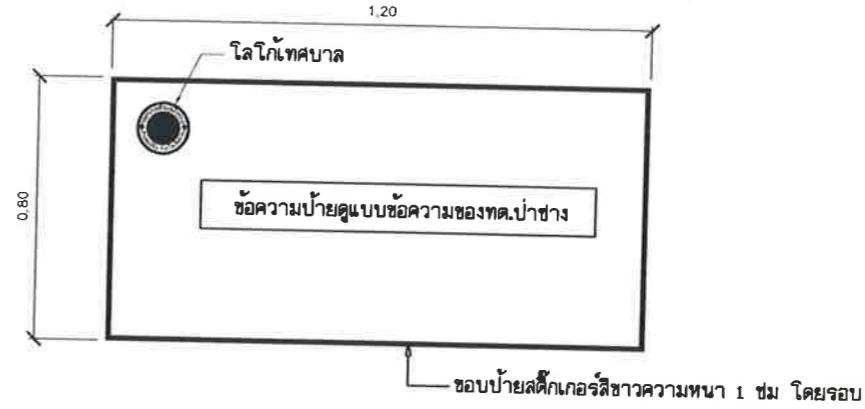 1,20
โลโก้เทศบาล
0,80
ข้อความป้ายดูแบบข้อความของทต.ป่าซาง
ขอบป้ายสติ๊กเกอร์สีขาวความหนา 1 ซม โดยรอบ